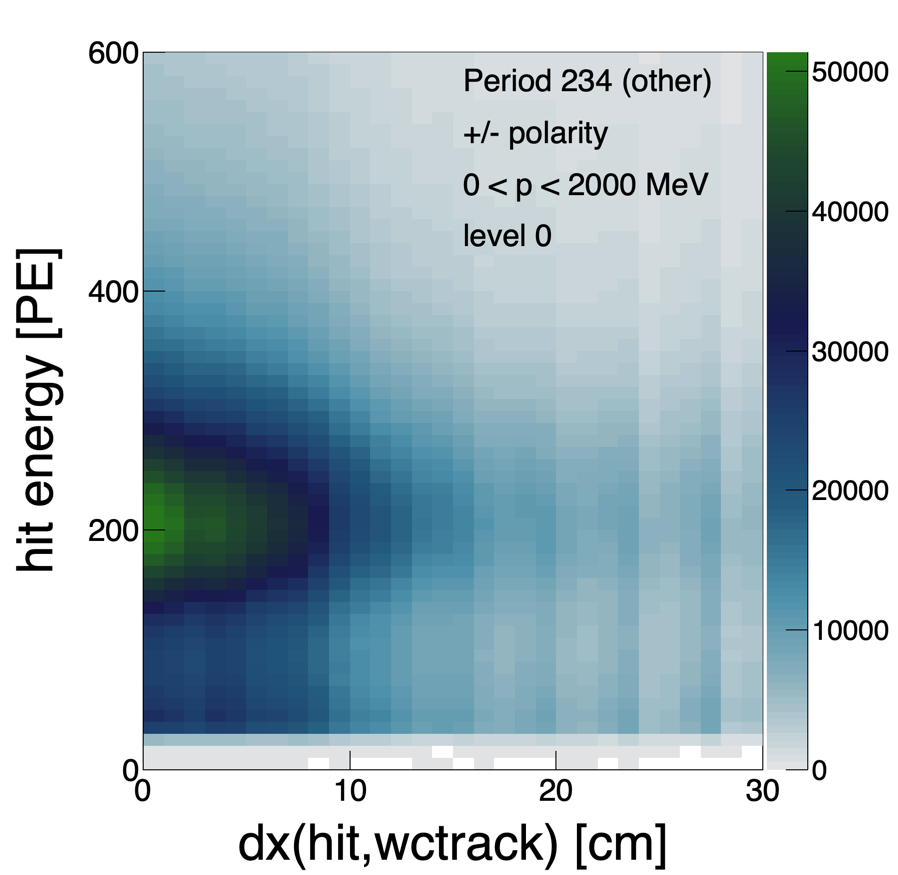 600
400
200
0
hit energy [PE]
Period 234 (other)
+/- polarity
0 < p < 2000 MeV
level 0
50000
40000
30000
20000
10000
0
0 10 20 30
dx(hit,wctrack) [cm]